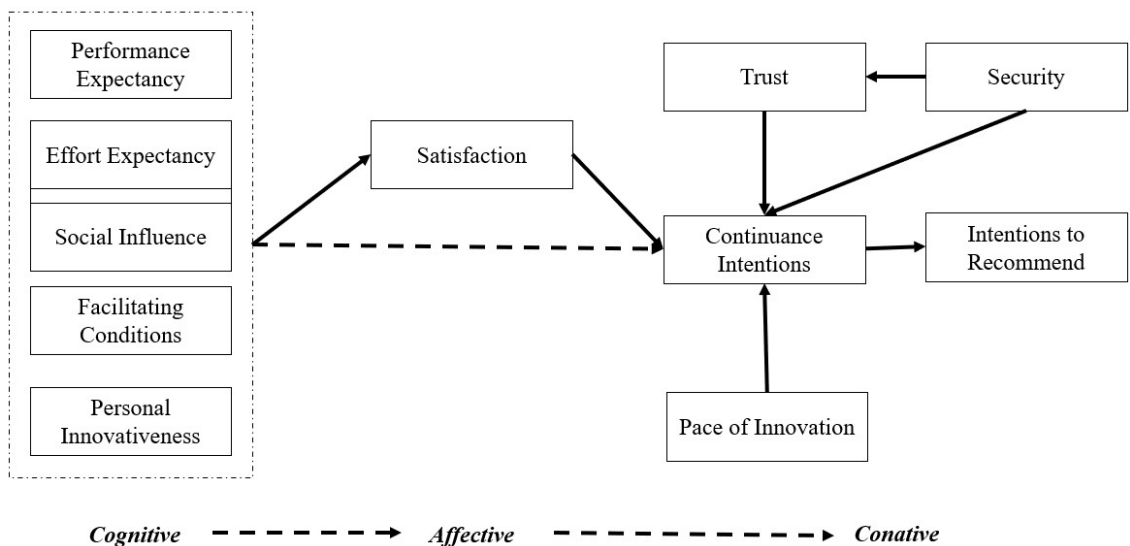 Performance
Expectancy
Effort Expectancy
Social Influence
Facilitating
Conditions
Personal
Innovativeness
Satisfaction
Trust
Security
Continuance
Intentions
Intentions to
Recommend
Pace of Innovation
Cognitive
Affective
Conative